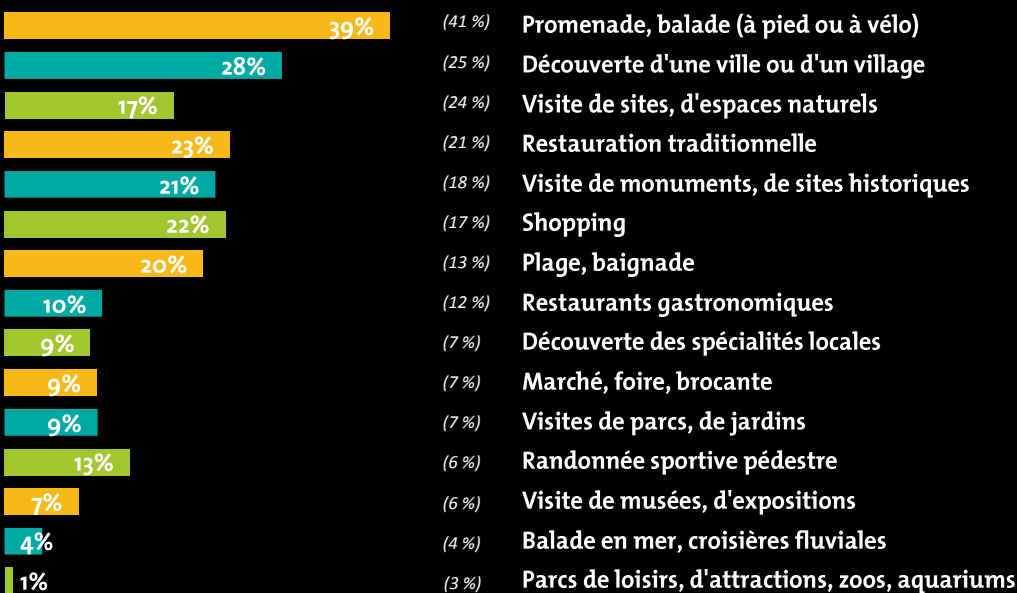 39% (41 %) Promenade, balade (à pied ou à vélo)
28% (25 %) Découverte d'une ville ou d'un village
17% (24 %) Visite de sites, d'espaces naturels
23% (21 %) Restauration traditionnelle
21% (18 %) Visite de monuments, de sites historiques
22% (17 %) Shopping
20% (13 %) Plage, baignade
10% (12 %) Restaurants gastronomiques
9% (7 %) Découverte des spécialités locales
9% (7 %) Marché, foire, brocante
9% (7 %) Visites de parcs, de jardins
13% (6 %) Randonnée sportive pédestre
7% (6 %) Visite de musées, d'expositions
4% (4 %) Balade en mer, croisières fluviales
1% (3 %) Parcs de loisirs, d'attractions, zoos, aquariums